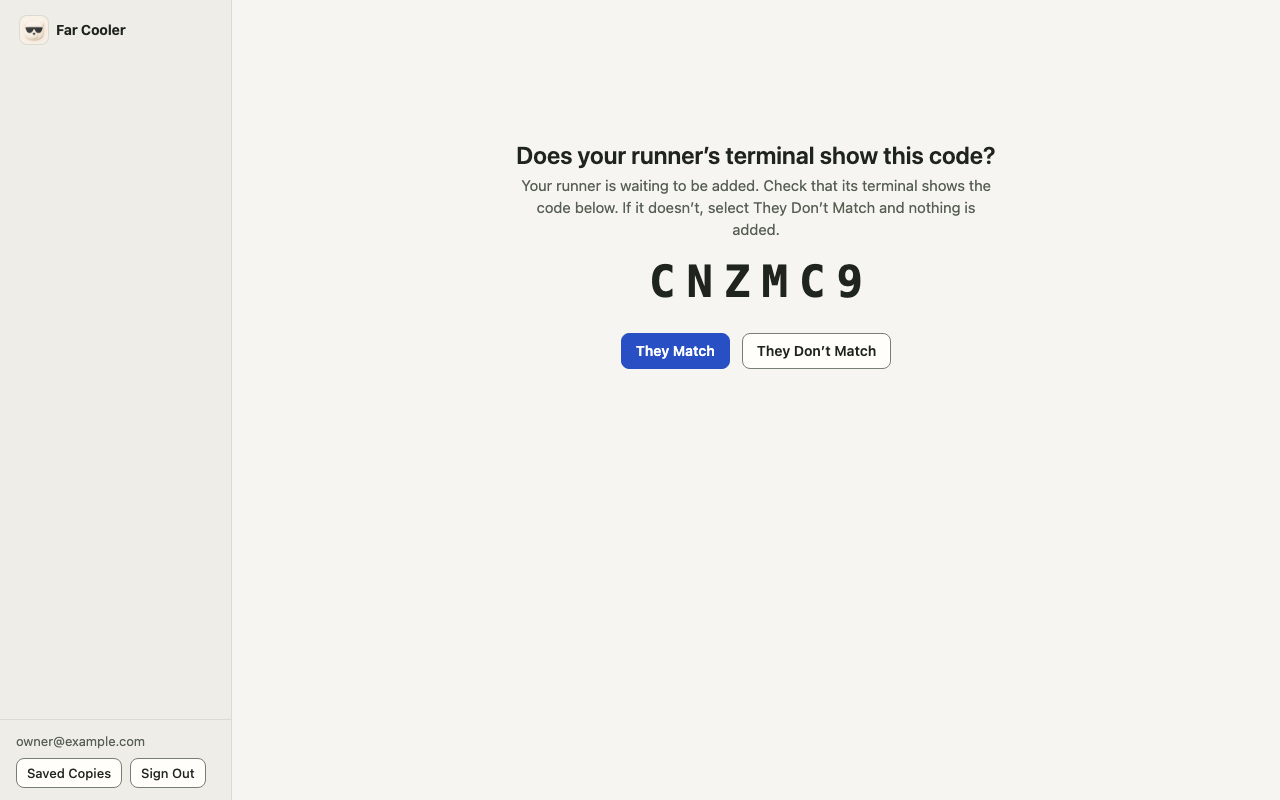 Far Cooler
Does your runner’s terminal show this code?
Your runner is waiting to be added. Check that its terminal shows the
code below. If it doesn’t, select They Don’t Match and nothing is
added.
CNZMC9
They Match
They Don’t Match
owner@example.com
Saved Copies
Sign Out